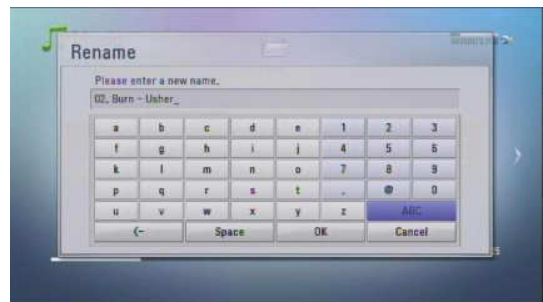 Rename
Please enter a new name.
02. Burn - Usher_
a b c d e 1 2 3
f g h i j 4 5 6
k l m n o 7 8 9
p q r s t . @ 0
u v w x y z ABC
<- Space OK Cancel